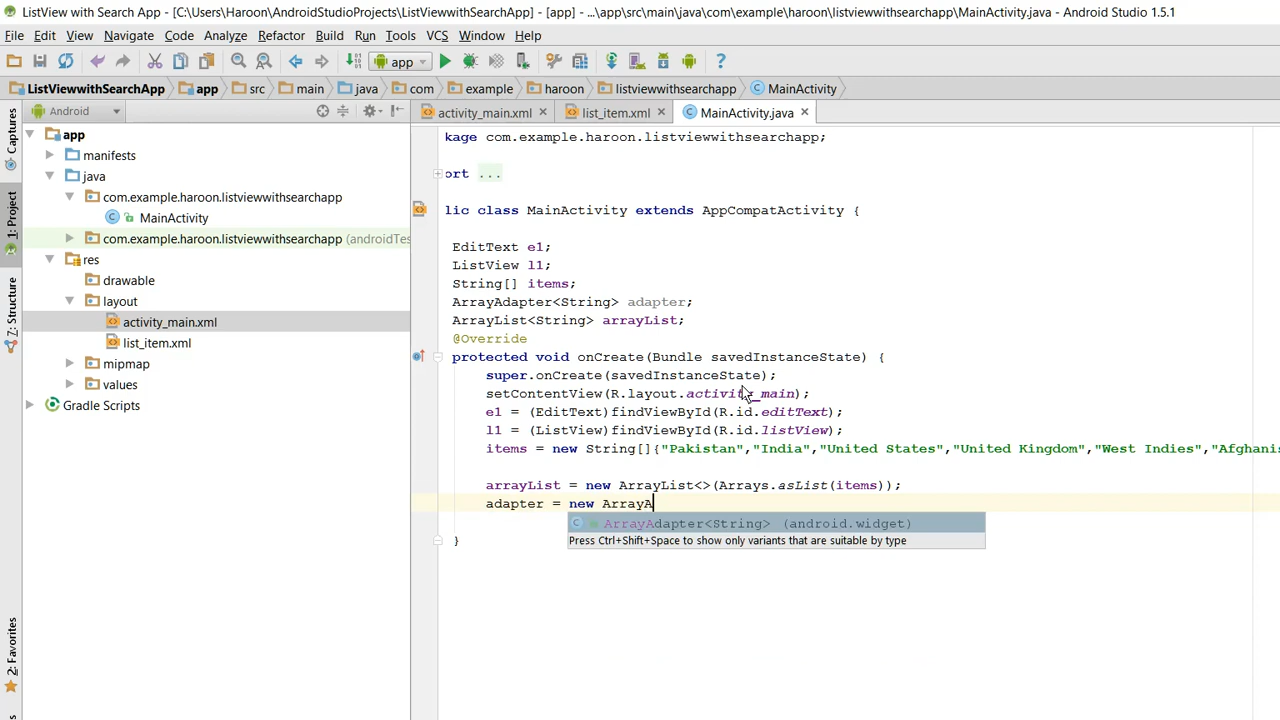 ListView with Search App - [C:\Users\Haroon\AndroidStudioProjects\ListViewwithSearchApp] - [app] - ...\app\src\main\java\com\example\haroon\listviewwithsearchapp\MainActivity.java - Android Studio 1.5.1
File Edit View Navigate Code Analyze Refactor Build Run Tools VCS Window Help
app
ListViewwithSearchApp app src main java com example haroon listviewwithsearchapp MainActivity
Android
activity_main.xml list_item.xml MainActivity.java
Captures
1: Project
7: Structure
2: Favorites
app
manifests
java
com.example.haroon.listviewwithsearchapp
MainActivity
com.example.haroon.listviewwithsearchapp (androidTes
res
drawable
layout
activity_main.xml
list_item.xml
mipmap
values
Gradle Scripts
kage com.example.haroon.listviewwithsearchapp;
ort ...
lic class MainActivity extends AppCompatActivity {
EditText e1;
ListView l1;
String[] items;
ArrayAdapter<String> adapter;
ArrayList<String> arrayList;
@Override
protected void onCreate(Bundle savedInstanceState) {
super.onCreate(savedInstanceState);
setContentView(R.layout.activity_main);
e1 = (EditText)findViewById(R.id.editText);
l1 = (ListView)findViewById(R.id.listView);
items = new String[]{"Pakistan","India","United States","United Kingdom","West Indies","Afghanis
arrayList = new ArrayList<>(Arrays.asList(items));
adapter = new ArrayA
ArrayAdapter<String> (android.widget)
Press Ctrl+Shift+Space to show only variants that are suitable by type
}